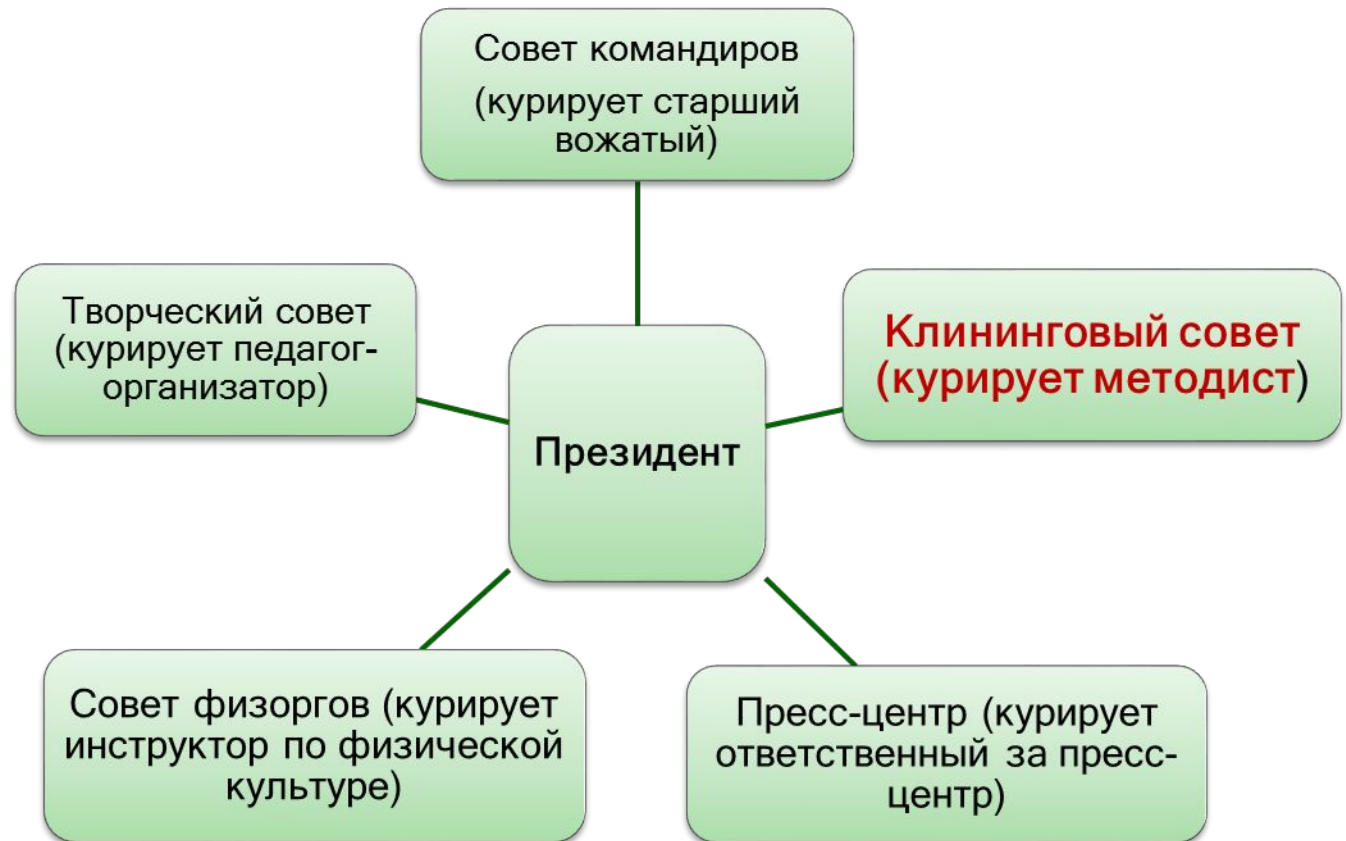 Совет командиров
(курирует старший
вожатый)
Творческий совет
(курирует педагог-
организатор)
Клининговый совет
(курирует методист)
Президент
Совет физоргов (курирует
инструктор по физической
культуре)
Пресс-центр (курирует
ответственный за пресс-
центр)